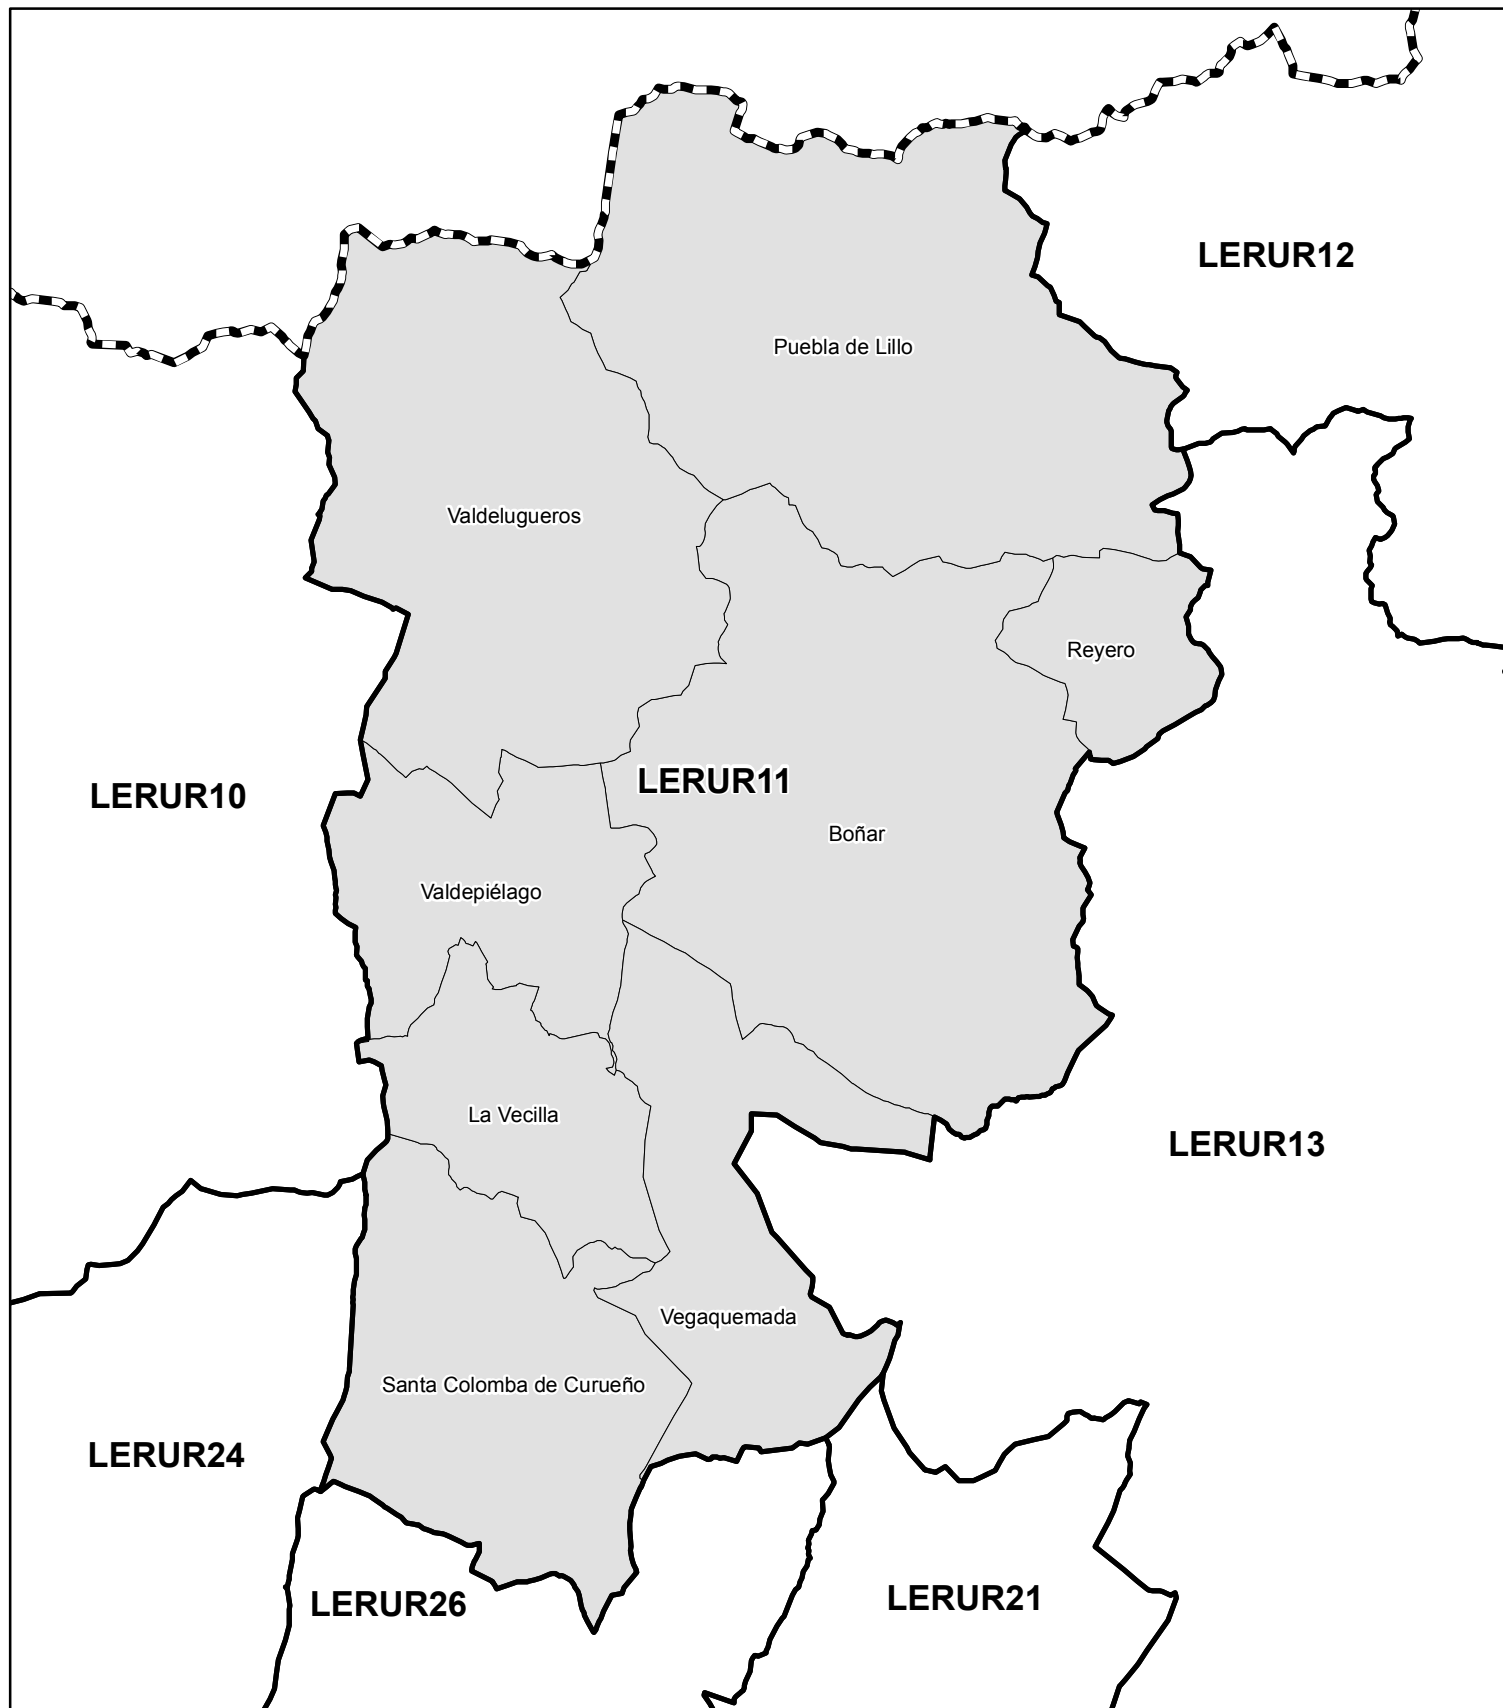 LERUR12
Puebla de Lillo
Valdelugueros
Reyero
LERUR11
LERUR10
Boñar
Valdepiélago
La Vecilla
LERUR13
Vegaquemada
Santa Colomba de Curueño
LERUR24
LERUR26
LERUR21